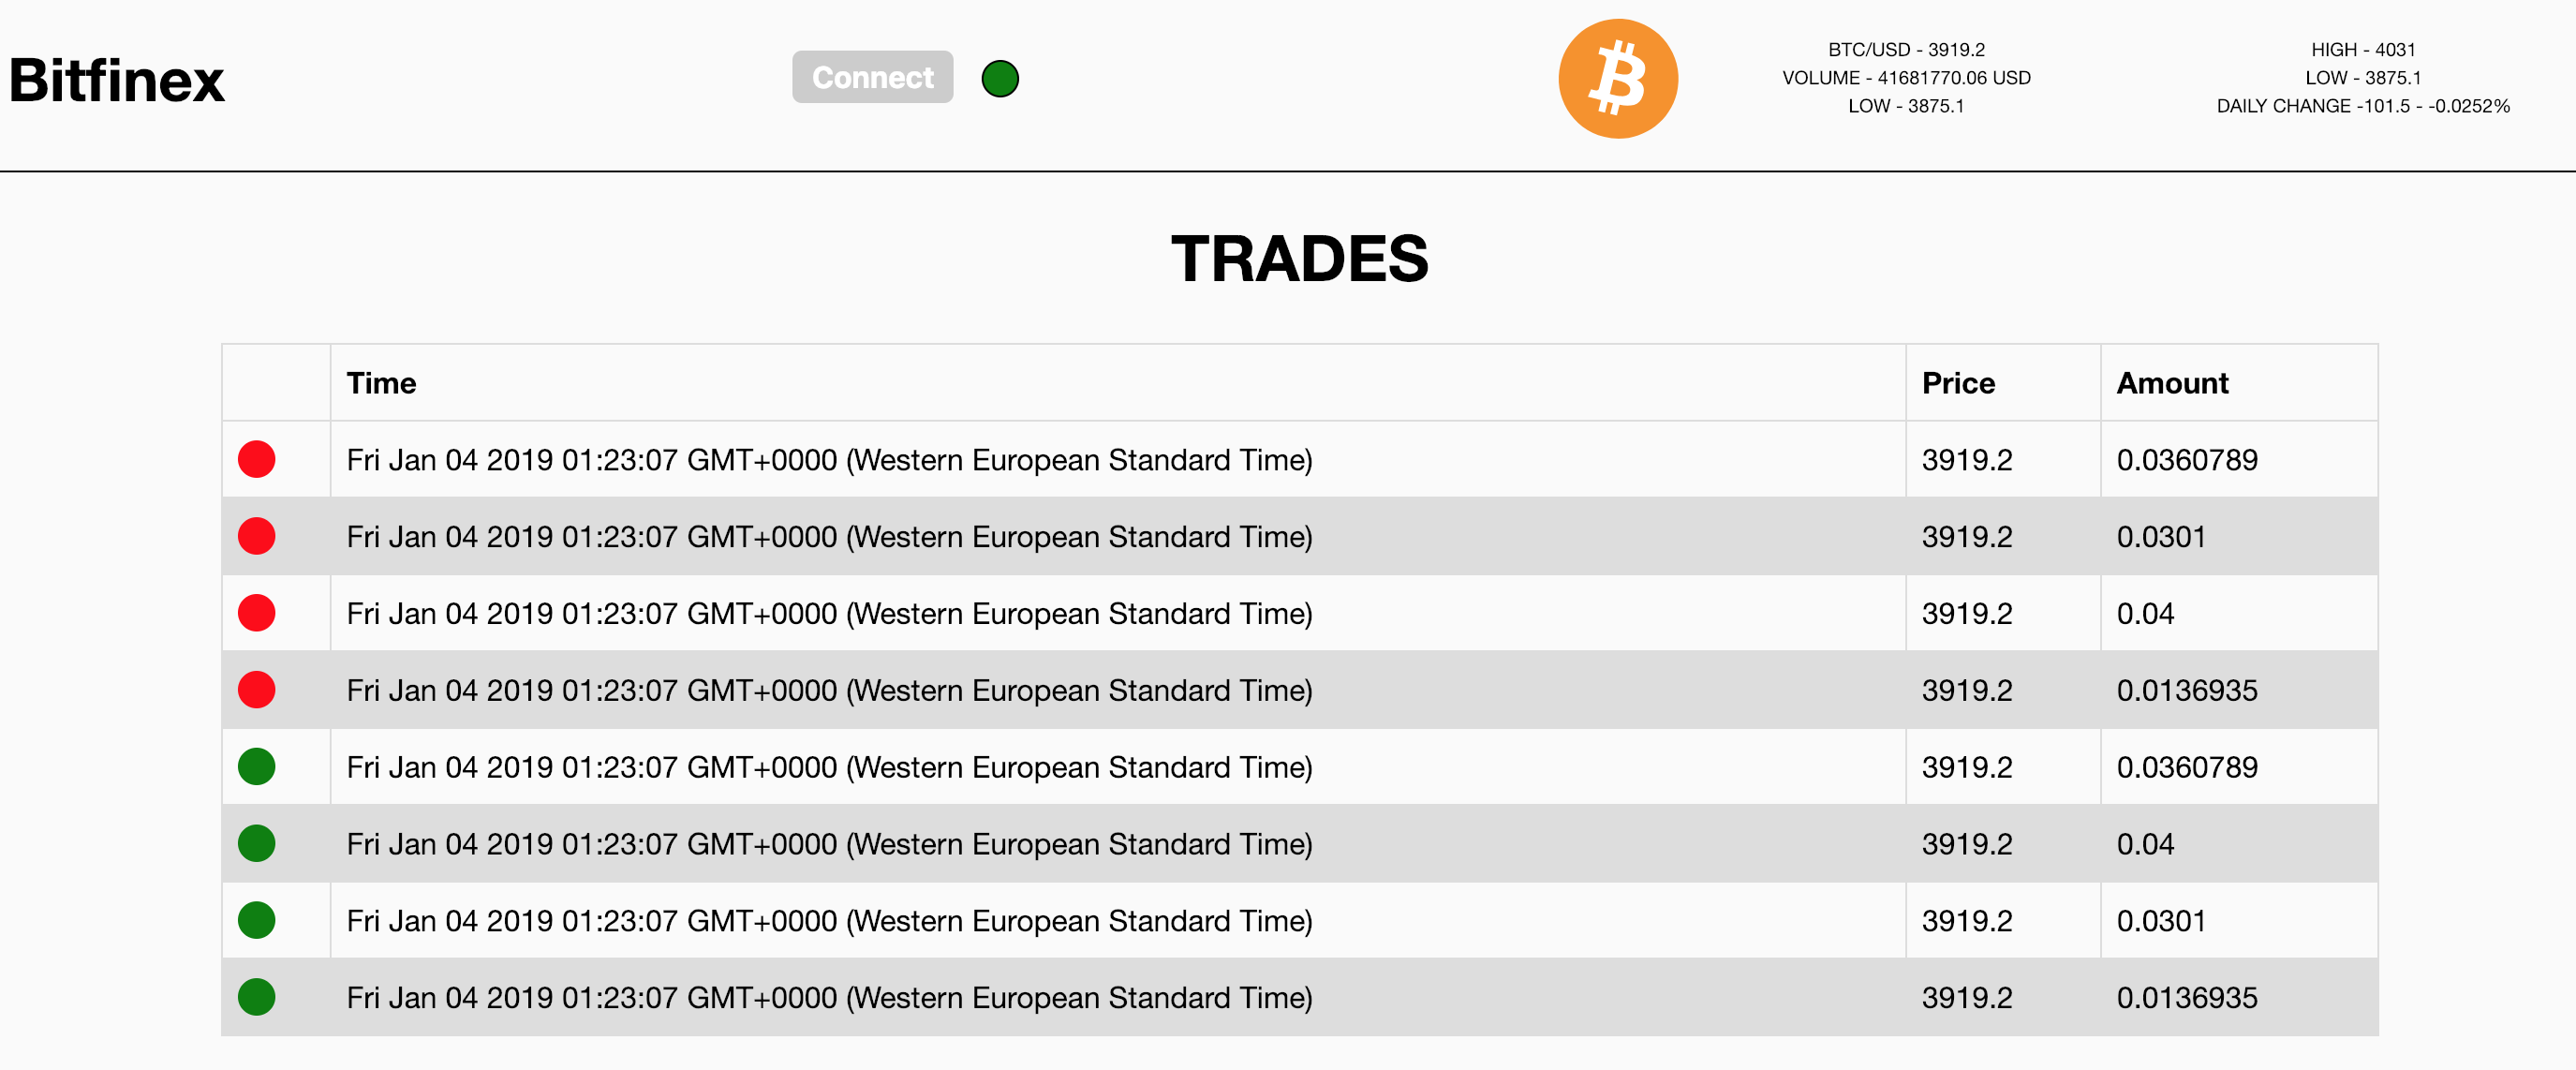 Bitfinex
Connect
BTC/USD - 3919.2
VOLUME - 41681770.06 USD
LOW - 3875.1
HIGH - 4031
LOW - 3875.1
DAILY CHANGE -101.5 - -0.0252%
TRADES
Time Price Amount
Fri Jan 04 2019 01:23:07 GMT+0000 (Western European Standard Time) 3919.2 0.0360789
Fri Jan 04 2019 01:23:07 GMT+0000 (Western European Standard Time) 3919.2 0.0301
Fri Jan 04 2019 01:23:07 GMT+0000 (Western European Standard Time) 3919.2 0.04
Fri Jan 04 2019 01:23:07 GMT+0000 (Western European Standard Time) 3919.2 0.0136935
Fri Jan 04 2019 01:23:07 GMT+0000 (Western European Standard Time) 3919.2 0.0360789
Fri Jan 04 2019 01:23:07 GMT+0000 (Western European Standard Time) 3919.2 0.04
Fri Jan 04 2019 01:23:07 GMT+0000 (Western European Standard Time) 3919.2 0.0301
Fri Jan 04 2019 01:23:07 GMT+0000 (Western European Standard Time) 3919.2 0.0136935